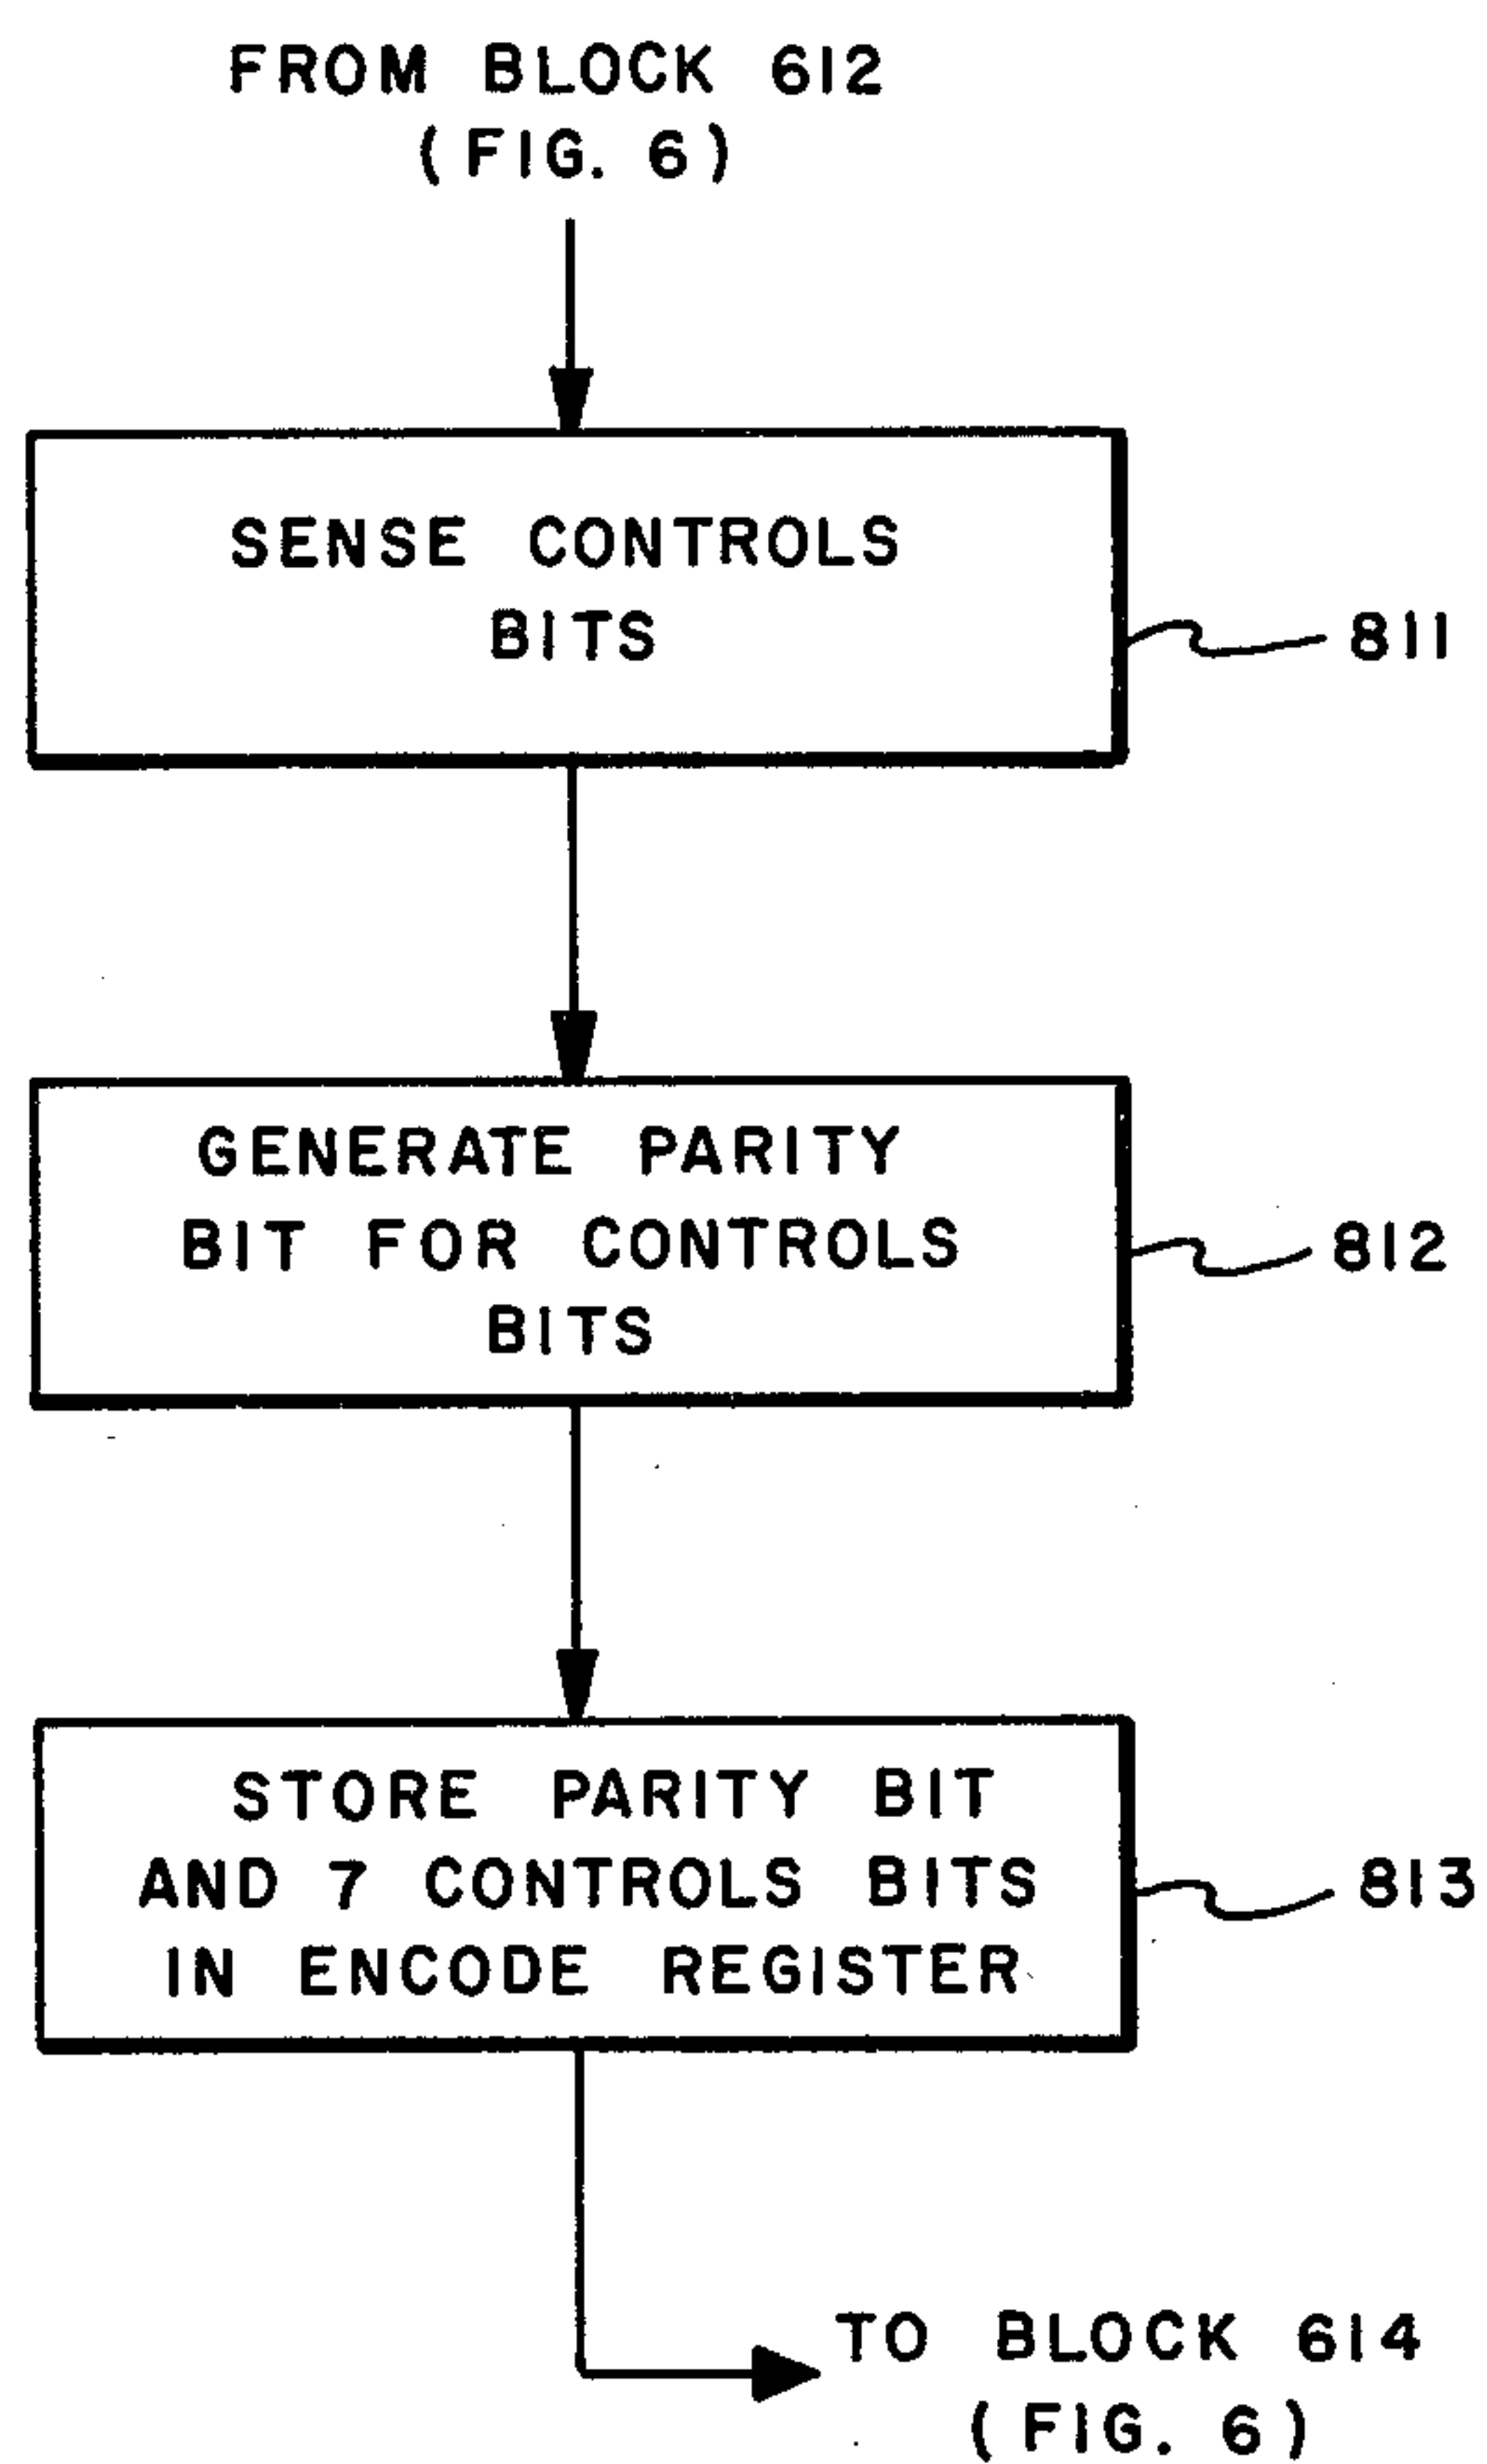 FROM BLOCK 612
(FIG. 6)
SENSE CONTROLS
BITS
811
GENERATE PARITY
BIT FOR CONTROLS
BITS
812
STORE PARITY BIT
AND 7 CONTROLS BITS
IN ENCODE REGISTER
813
TO BLOCK 614
(FIG. 6)